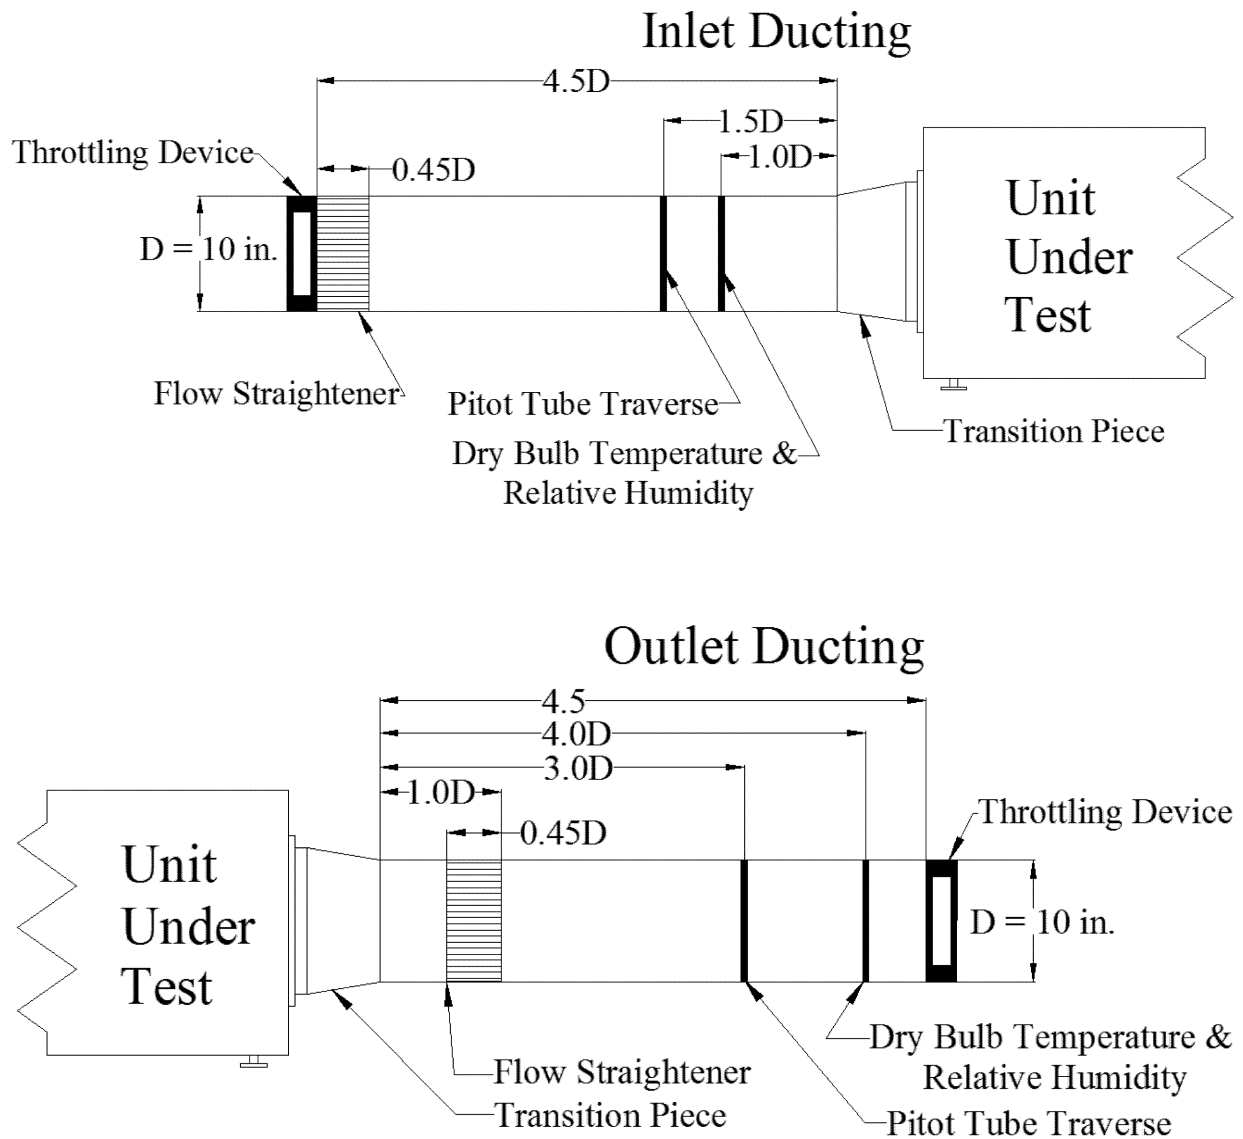 Inlet Ducting
4.5D
1.5D
1.0D
Throttling Device
0.45D
D = 10 in.
Unit
Under
Test
Flow Straightener
Pitot Tube Traverse
Dry Bulb Temperature &
Relative Humidity
Transition Piece
Outlet Ducting
4.5
4.0D
3.0D
1.0D
0.45D
Throttling Device
Unit
Under
Test
D = 10 in.
Flow Straightener
Transition Piece
Dry Bulb Temperature &
Relative Humidity
Pitot Tube Traverse